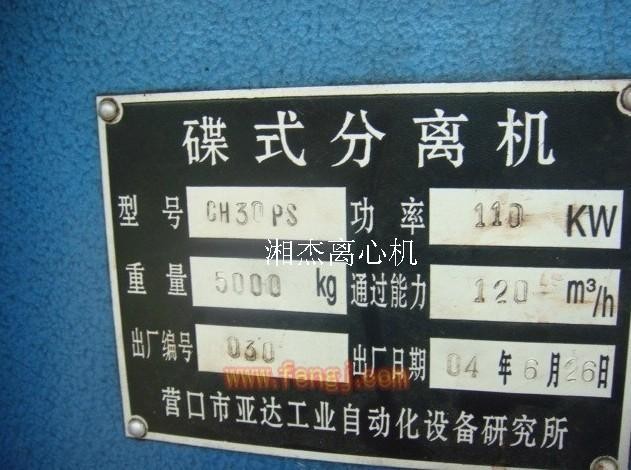 碟式分离机
型号 CH30PS 功率 110 KW
湘杰离心机
重量 5000 kg 通过能力 120 m³/h
出厂编号 030 出厂日期 04年6月26日
www.fengj.com
营口市亚达工业自动化设备研究所